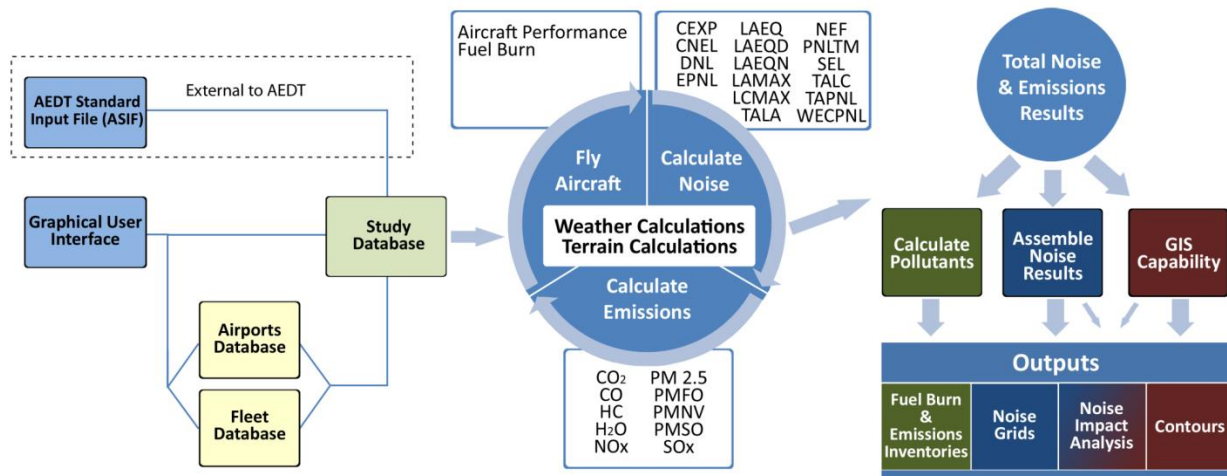 External to AEDT
AEDT Standard
Input File (ASIF)
Graphical User
Interface
Airports
Database
Fleet
Database
Study
Database
Aircraft Performance
Fuel Burn
CEXP LAEQ NEF
CNEL LAEQD PNLTM
DNL LAEQN SEL
EPNL LAMAX TALC
LCMAX TAPNL
TALA WECPNL
Fly
Aircraft
Calculate
Noise
Weather Calculations
Terrain Calculations
Calculate
Emissions
CO₂ PM 2.5
CO PMFO
HC PMNV
H₂O PMSO
NOx SOx
Total Noise
& Emissions
Results
Calculate
Pollutants
Assemble
Noise
Results
GIS
Capability
Outputs
Fuel Burn
&
Emissions
Inventories
Noise
Grids
Noise
Impact
Analysis
Contours